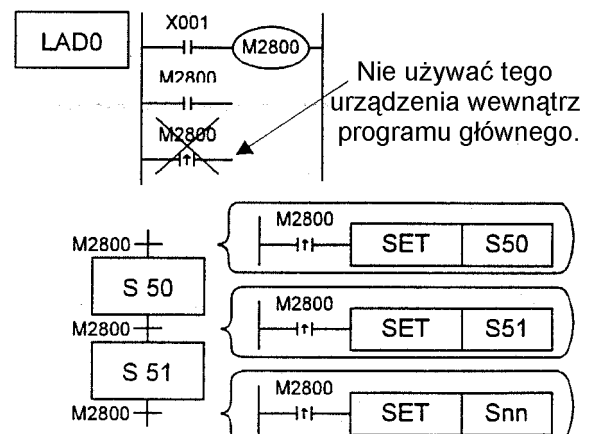 X001
LAD0
M2800
M2800
Nie używać tego
urządzenia wewnątrz
programu głównego.
M2800
M2800
M2800
SET S50
S 50
M2800
M2800
SET S51
S 51
M2800
M2800
SET Snn